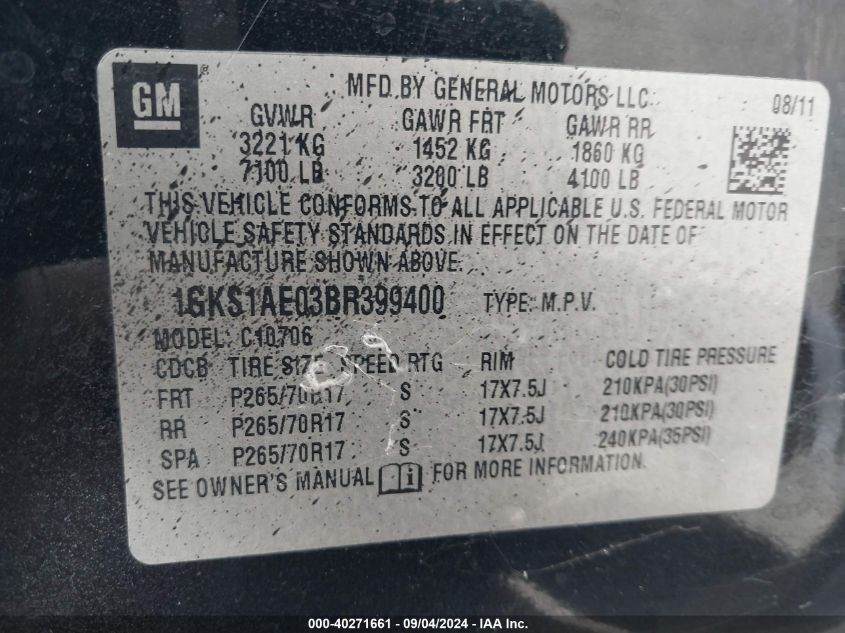 GM ®
MFD BY GENERAL MOTORS LLC
08/11
GVWR GAWR FRT GAWR RR
3221 KG 1452 KG 1860 KG
7100 LB 3200 LB 4100 LB
THIS VEHICLE CONFORMS TO ALL APPLICABLE U.S. FEDERAL MOTOR
VEHICLE SAFETY STANDARDS IN EFFECT ON THE DATE OF
MANUFACTURE SHOWN ABOVE.
1GKS1AE03BR399400 TYPE: M.P.V.
MODEL: C10706
CDCB TIRE SIZE SPEED RTG RIM COLD TIRE PRESSURE
FRT P265/70R17 S 17X7.5J 210KPA(30PSI)
RR P265/70R17 S 17X7.5J 210KPA(30PSI)
SPA P265/70R17 S 17X7.5J 240KPA(35PSI)
SEE OWNER'S MANUAL FOR MORE INFORMATION.
000-40271661 - 09/04/2024 - IAA Inc.